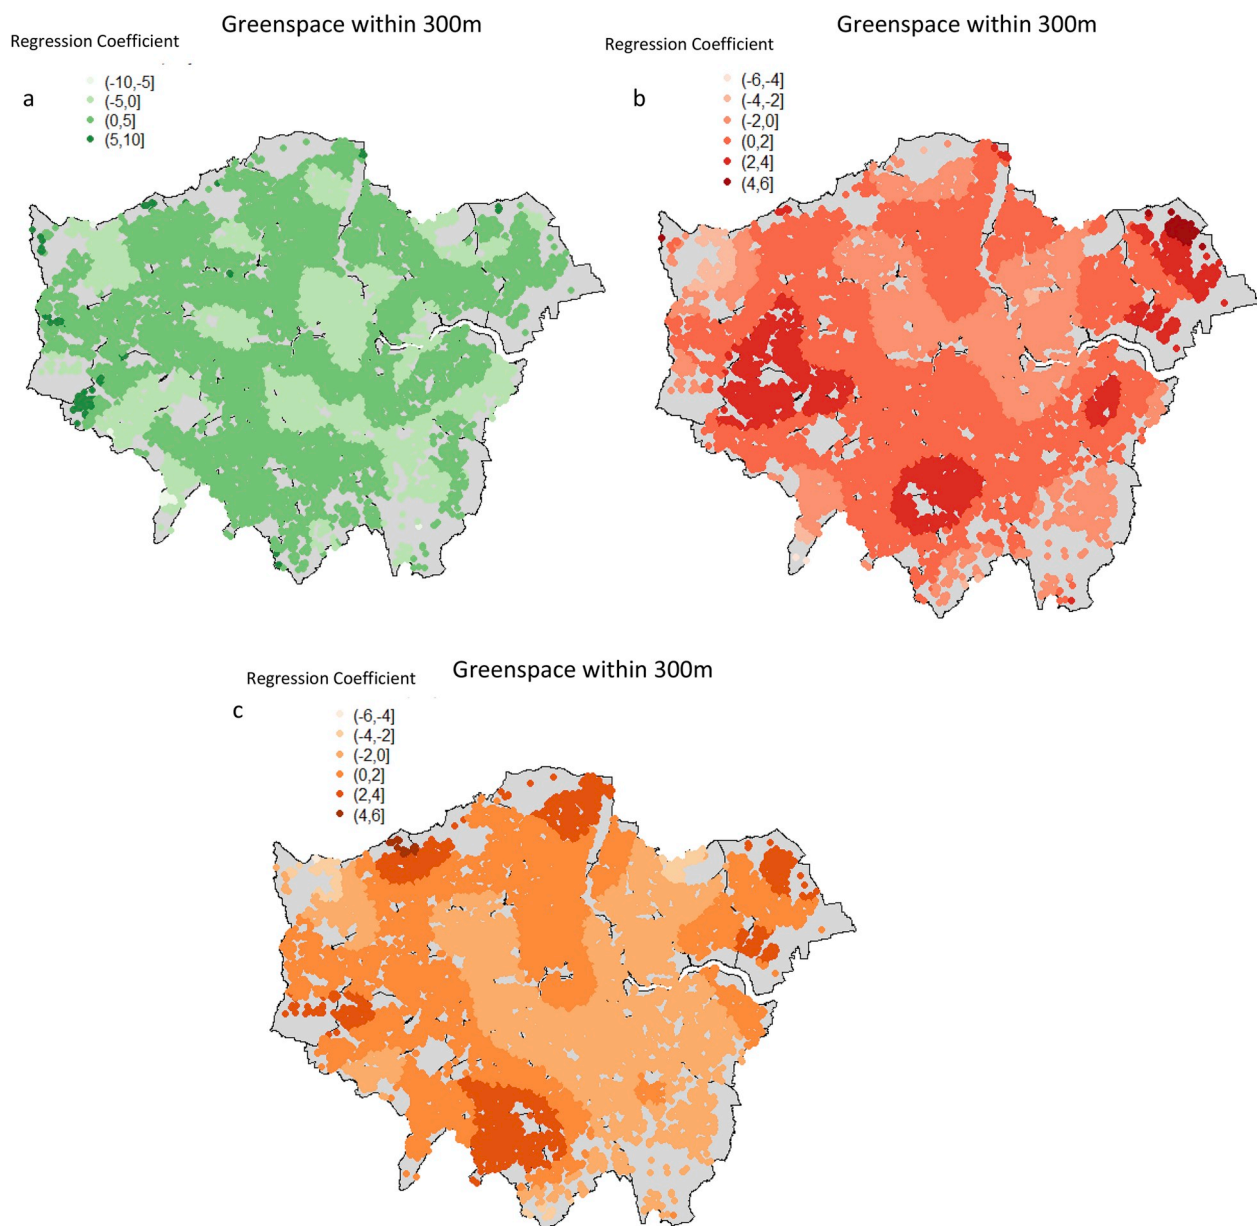 Greenspace within 300m
Regression Coefficient
a
(-10,-5]
(-5,0]
(0,5]
(5,10]
Greenspace within 300m
Regression Coefficient
b
(-6,-4]
(-4,-2]
(-2,0]
(0,2]
(2,4]
(4,6]
Greenspace within 300m
Regression Coefficient
c
(-6,-4]
(-4,-2]
(-2,0]
(0,2]
(2,4]
(4,6]